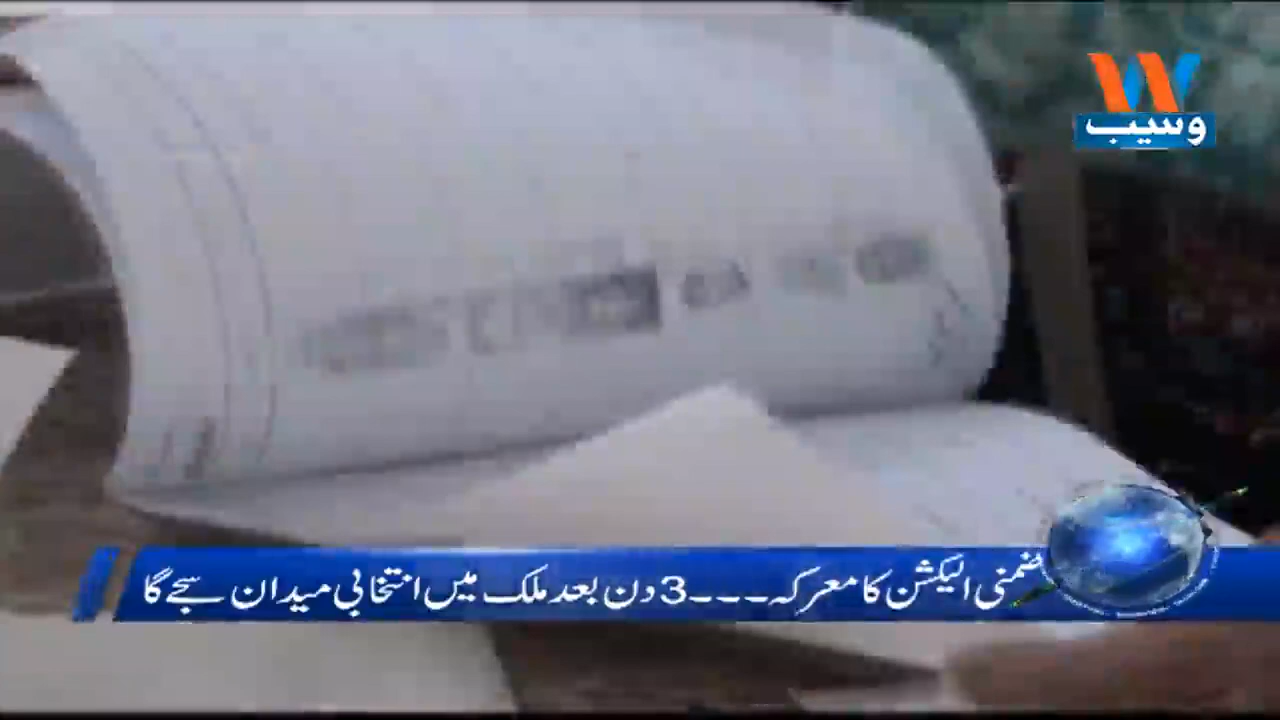 وسیب
ضمنی الیکشن کا معرکہ۔۔۔3 دن بعد ملک میں انتخابی میدان سجے گا